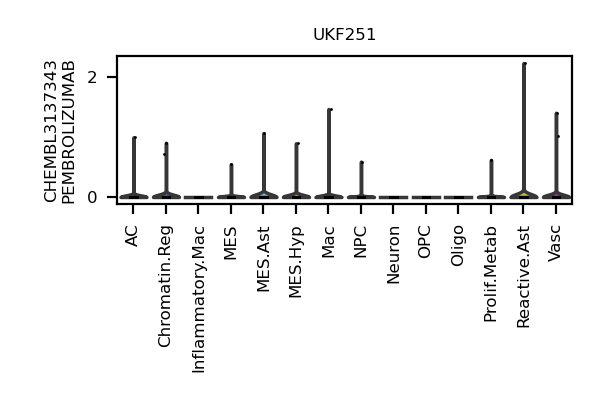 UKF251
CHEMBL3137343
PEMBROLIZUMAB
2
0
AC
Chromatin.Reg
Inflammatory.Mac
MES
MES.Ast
MES.Hyp
Mac
NPC
Neuron
OPC
Oligo
Prolif.Metab
Reactive.Ast
Vasc